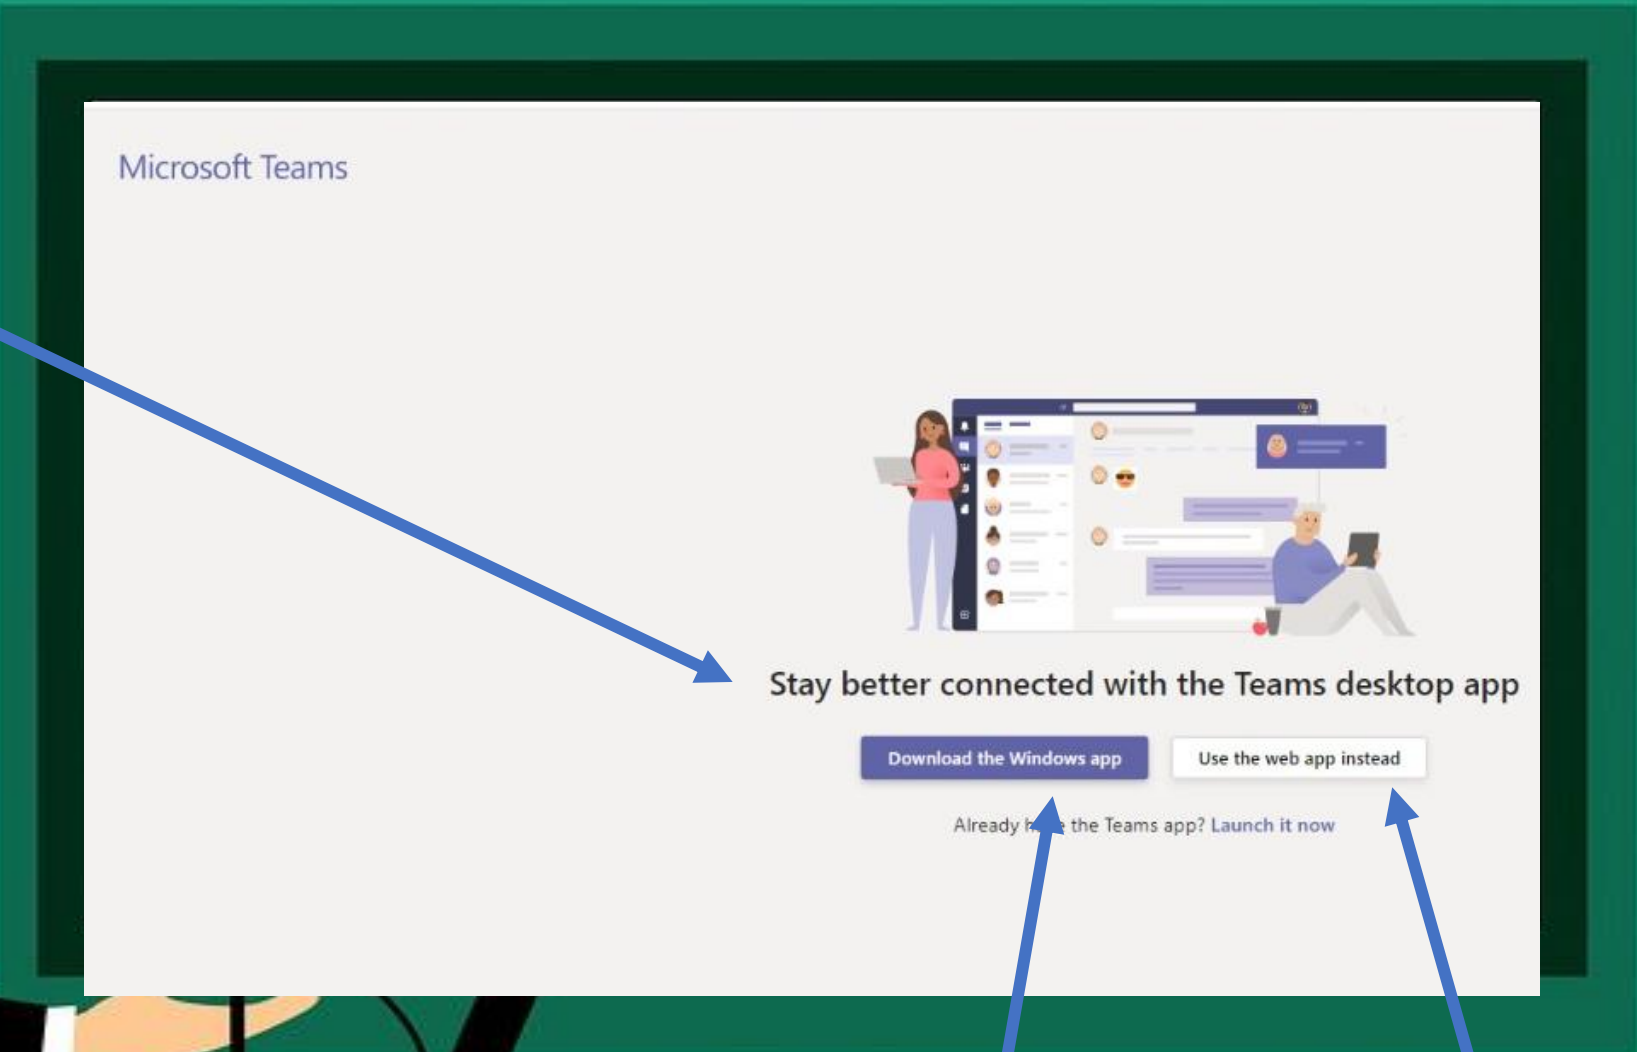 Microsoft Teams
Stay better connected with the Teams desktop app
Download the Windows app
Use the web app instead
Already the Teams app? Launch it now